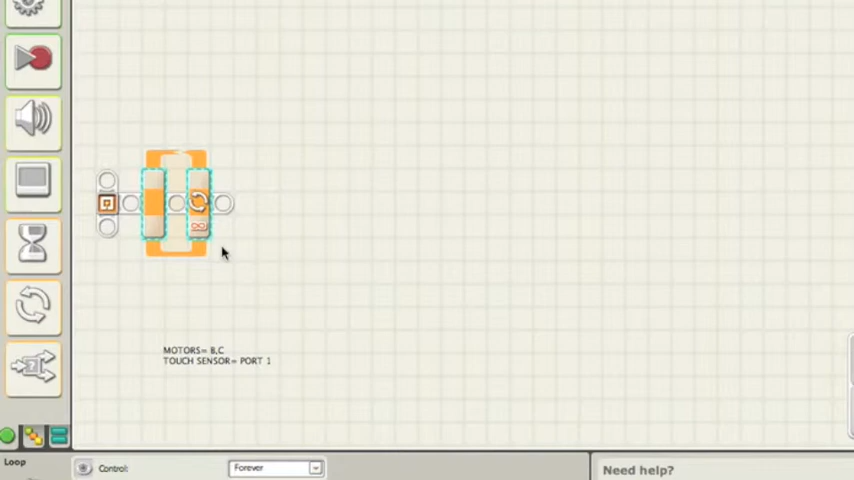 MOTORS= B,C
TOUCH SENSOR= PORT 1
Loop
Control:
Forever
Need help?